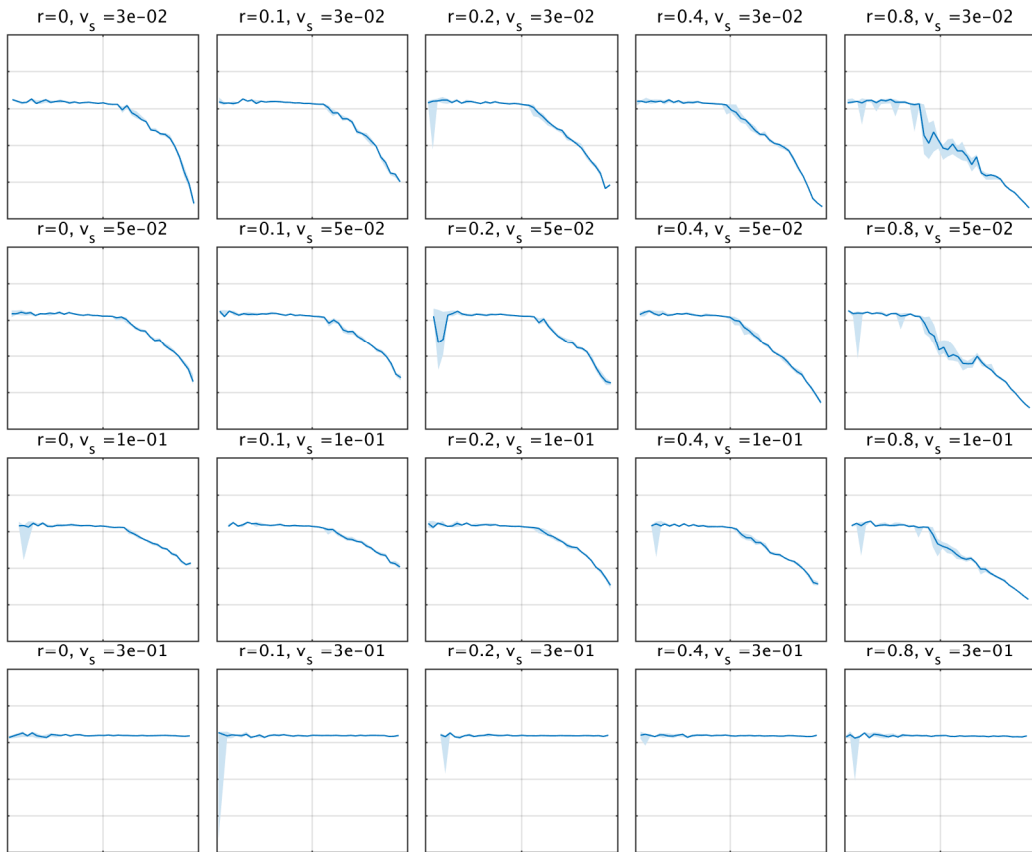 r=0, v_s =3e-02
r=0.1, v_s =3e-02
r=0.2, v_s =3e-02
r=0.4, v_s =3e-02
r=0.8, v_s =3e-02
r=0, v_s =5e-02
r=0.1, v_s =5e-02
r=0.2, v_s =5e-02
r=0.4, v_s =5e-02
r=0.8, v_s =5e-02
r=0, v_s =1e-01
r=0.1, v_s =1e-01
r=0.2, v_s =1e-01
r=0.4, v_s =1e-01
r=0.8, v_s =1e-01
r=0, v_s =3e-01
r=0.1, v_s =3e-01
r=0.2, v_s =3e-01
r=0.4, v_s =3e-01
r=0.8, v_s =3e-01